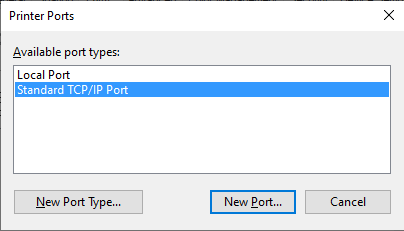 Printer Ports
Available port types:
Local Port
Standard TCP/IP Port
New Port Type... New Port... Cancel